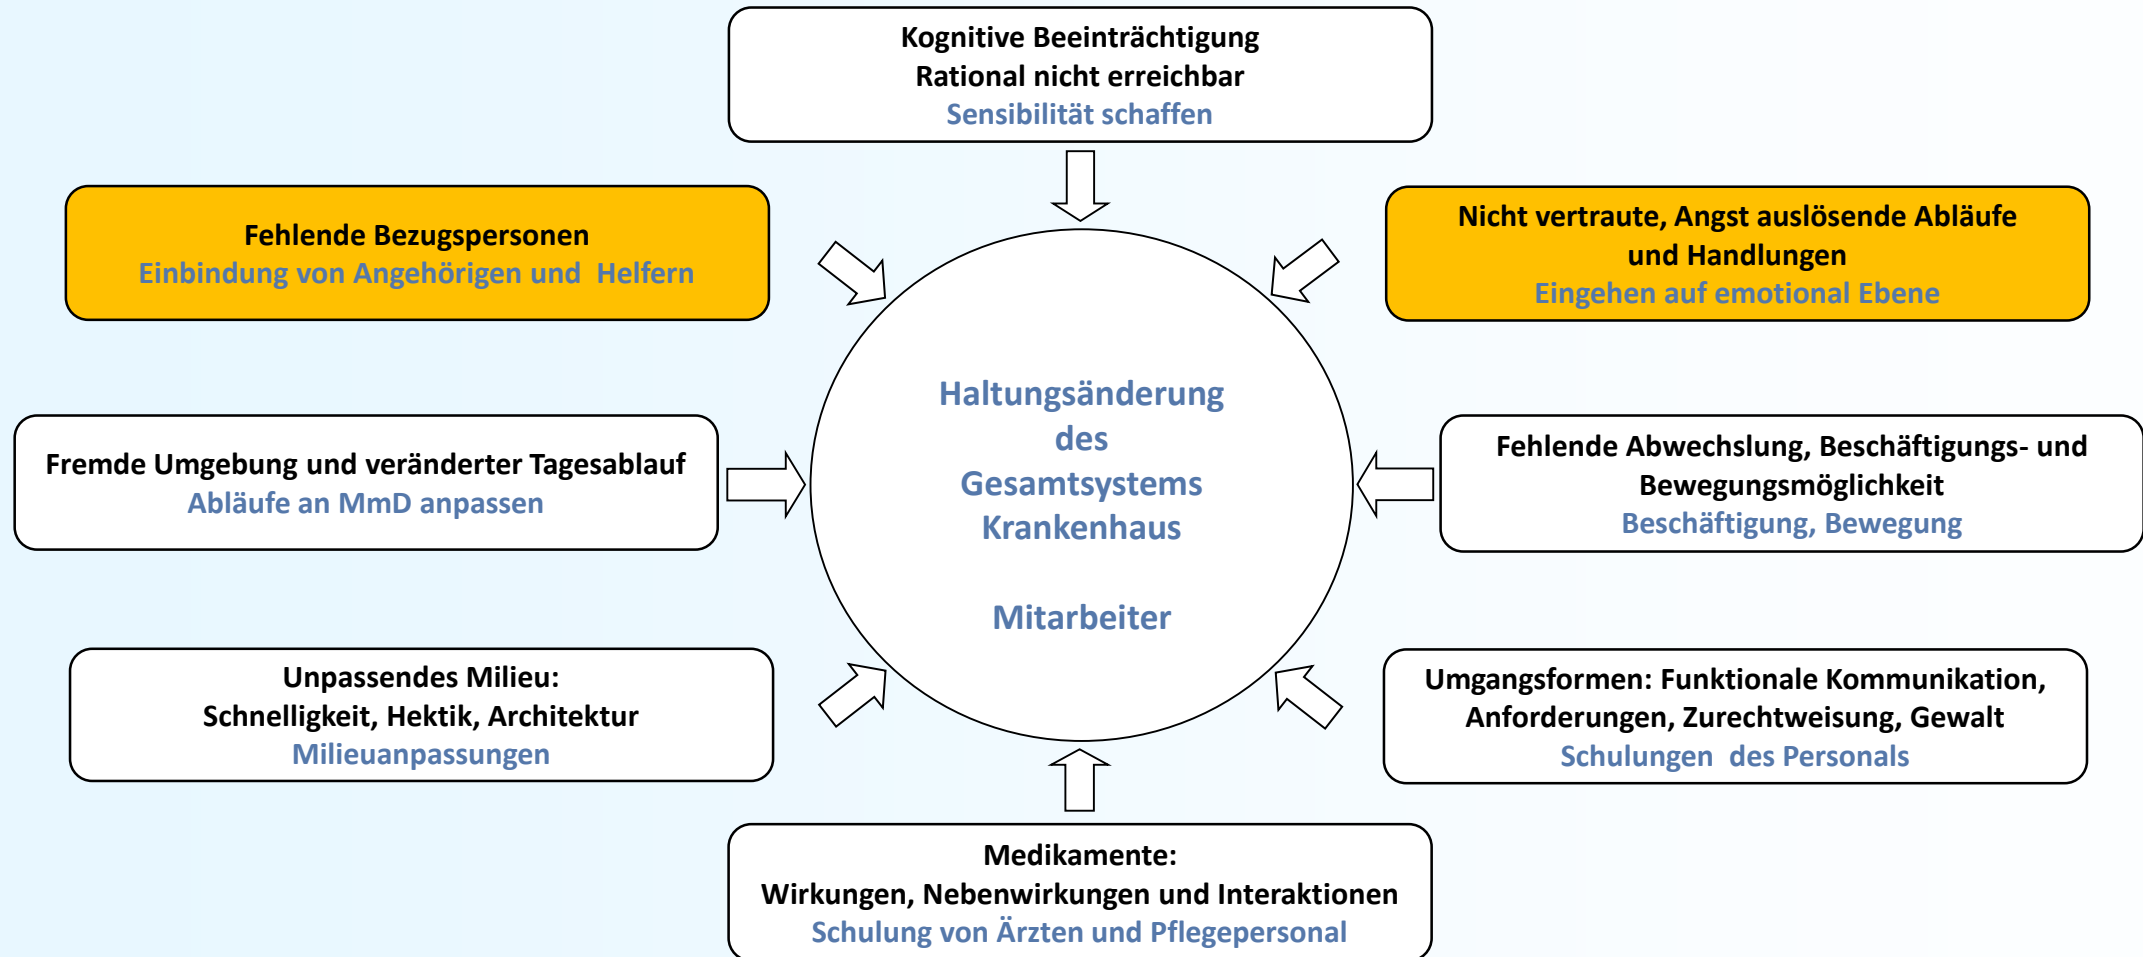 Kognitive Beeinträchtigung
Rational nicht erreichbar
Sensibilität schaffen
Fehlende Bezugspersonen
Einbindung von Angehörigen und  Helfern
Nicht vertraute, Angst auslösende Abläufe
und Handlungen
Eingehen auf emotional Ebene
Haltungsänderung
des
Gesamtsystems
Krankenhaus
Mitarbeiter
Fremde Umgebung und veränderter Tagesablauf
Abläufe an MmD anpassen
Fehlende Abwechslung, Beschäftigungs- und
Bewegungsmöglichkeit
Beschäftigung, Bewegung
Unpassendes Milieu:
Schnelligkeit, Hektik, Architektur
Milieuanpassungen
Umgangsformen: Funktionale Kommunikation,
Anforderungen, Zurechtweisung, Gewalt
Schulungen  des Personals
Medikamente:
Wirkungen, Nebenwirkungen und Interaktionen
Schulung von Ärzten und Pflegepersonal